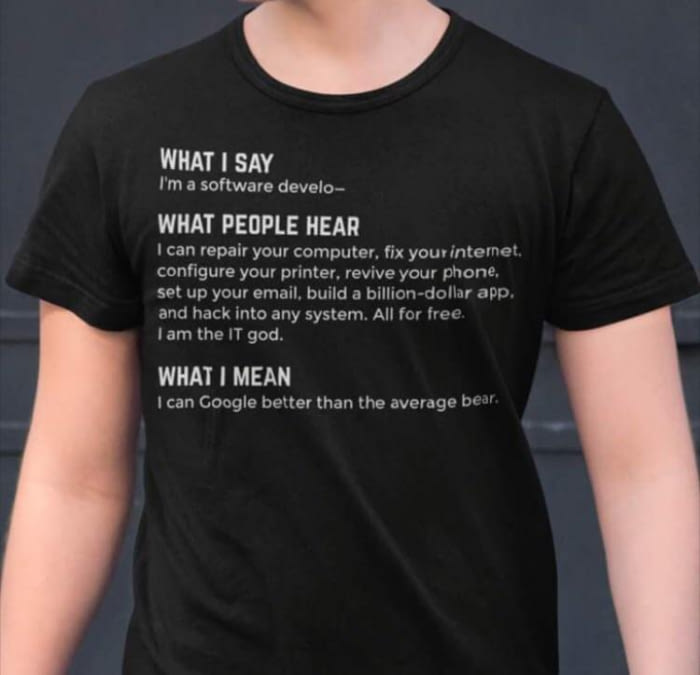 WHAT I SAY
I'm a software develo–
WHAT PEOPLE HEAR
I can repair your computer, fix your internet,
configure your printer, revive your phone,
set up your email, build a billion-dollar app,
and hack into any system. All for free.
I am the IT god.
WHAT I MEAN
I can Google better than the average bear.